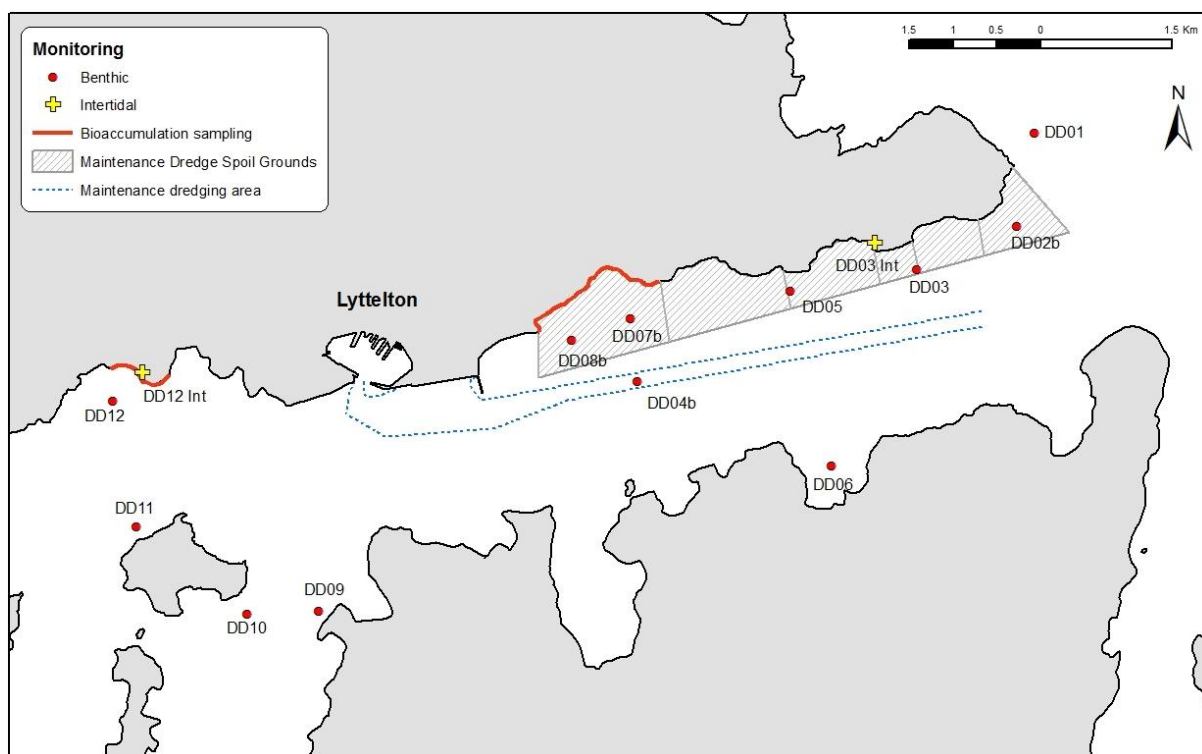 Monitoring
Benthic
Intertidal
Bioaccumulation sampling
Maintenance Dredge Spoil Grounds
Maintenance dredging area
1.5 1 0.5 0 1.5 Km
N
DD01
DD02b
DD03 Int
DD03
DD05
Lyttelton
DD07b
DD08b
DD04b
DD12 Int
DD12
DD06
DD11
DD09
DD10